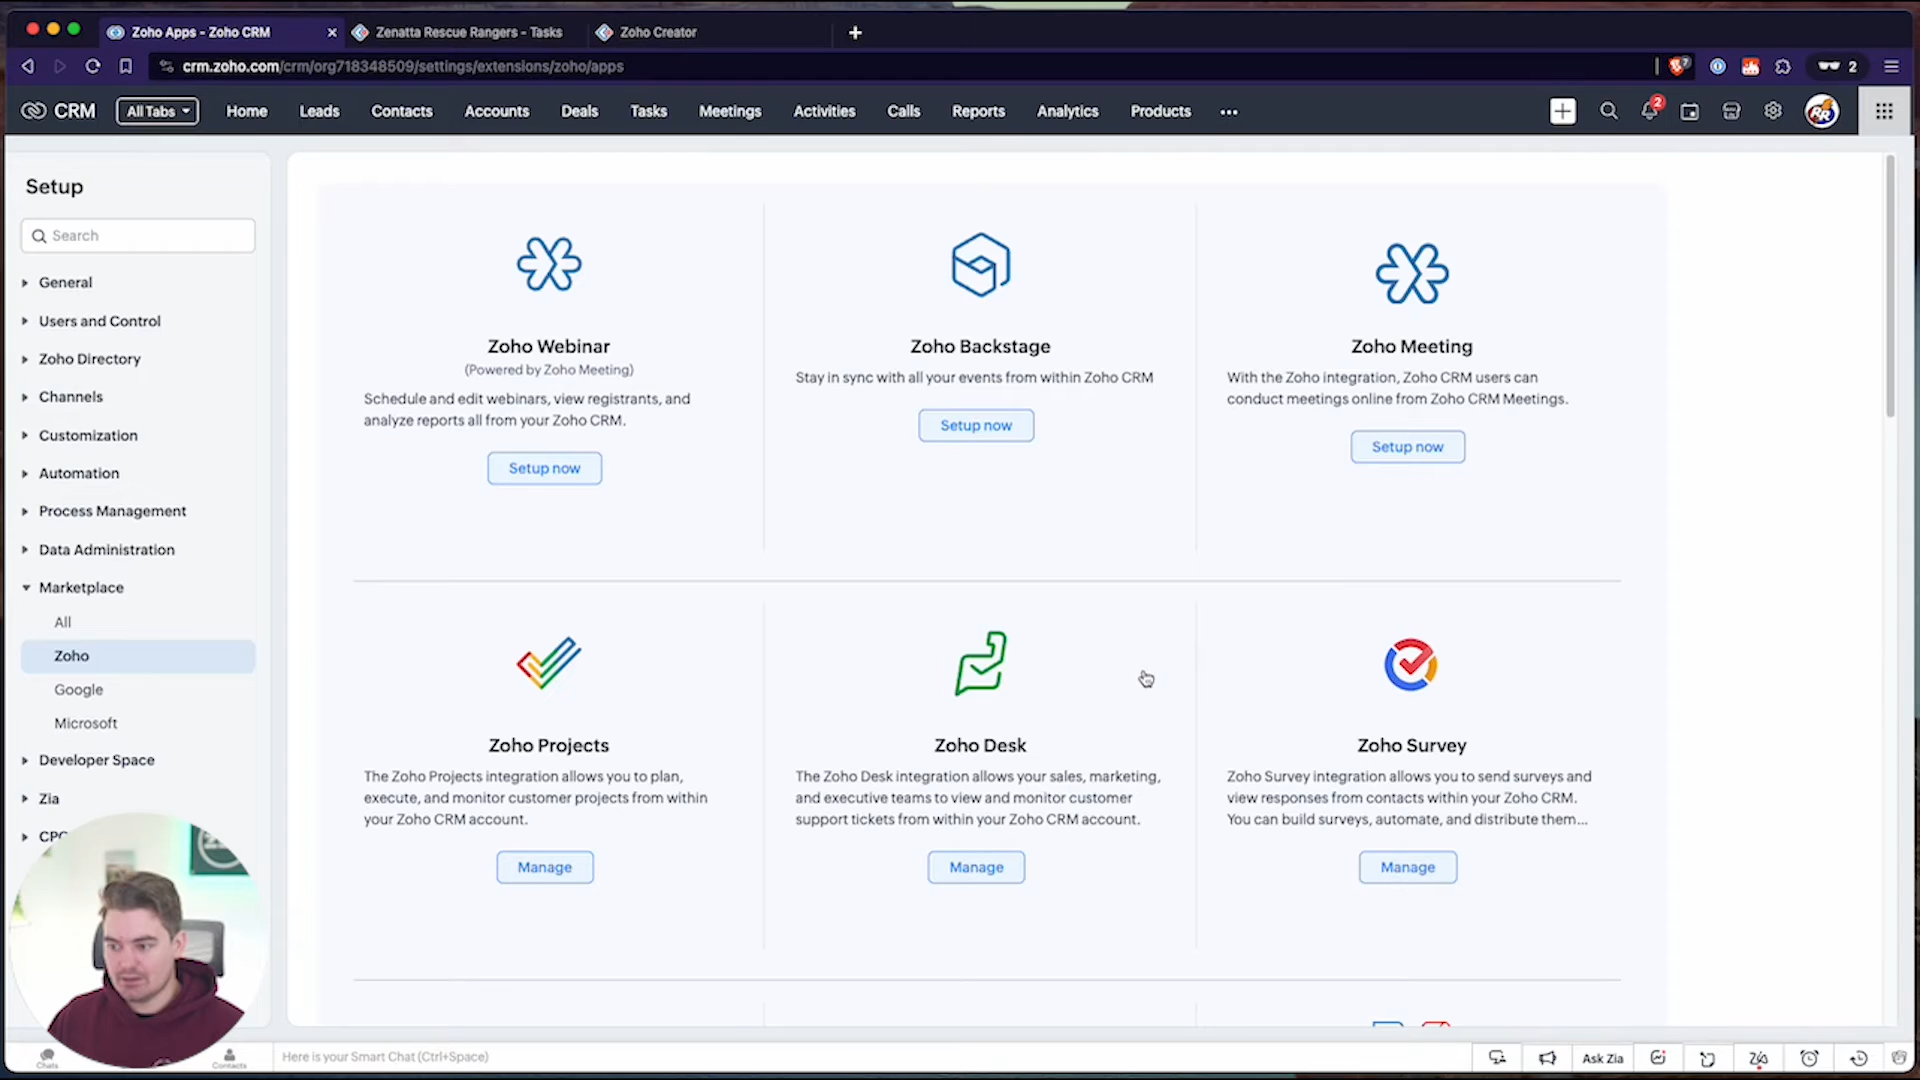 Zoho Apps - Zoho CRM
Zenatta Rescue Rangers - Tasks
Zoho Creator
crm.zoho.com/crm/org718348509/settings/extensions/zoho/apps
7
2
CRM
All Tabs
Home
Leads
Contacts
Accounts
Deals
Tasks
Meetings
Activities
Calls
Reports
Analytics
Products
2
RR
Setup
Search
General
Users and Control
Zoho Directory
Channels
Customization
Automation
Process Management
Data Administration
Marketplace
All
Zoho
Google
Microsoft
Developer Space
Zia
Zoho Webinar
(Powered by Zoho Meeting)
Schedule and edit webinars, view registrants, and
analyze reports all from your Zoho CRM.
Setup now
Zoho Backstage
Stay in sync with all your events from within Zoho CRM
Setup now
Zoho Meeting
With the Zoho integration, Zoho CRM users can
conduct meetings online from Zoho CRM Meetings.
Setup now
Zoho Projects
The Zoho Projects integration allows you to plan,
execute, and monitor customer projects from within
your Zoho CRM account.
Manage
Zoho Desk
The Zoho Desk integration allows your sales, marketing,
and executive teams to view and monitor customer
support tickets from within your Zoho CRM account.
Manage
Zoho Survey
Zoho Survey integration allows you to send surveys and
view responses from contacts within your Zoho CRM.
You can build surveys, automate, and distribute them...
Manage
Chats
Contacts
Here is your Smart Chat (Ctrl+Space)
Ask Zia